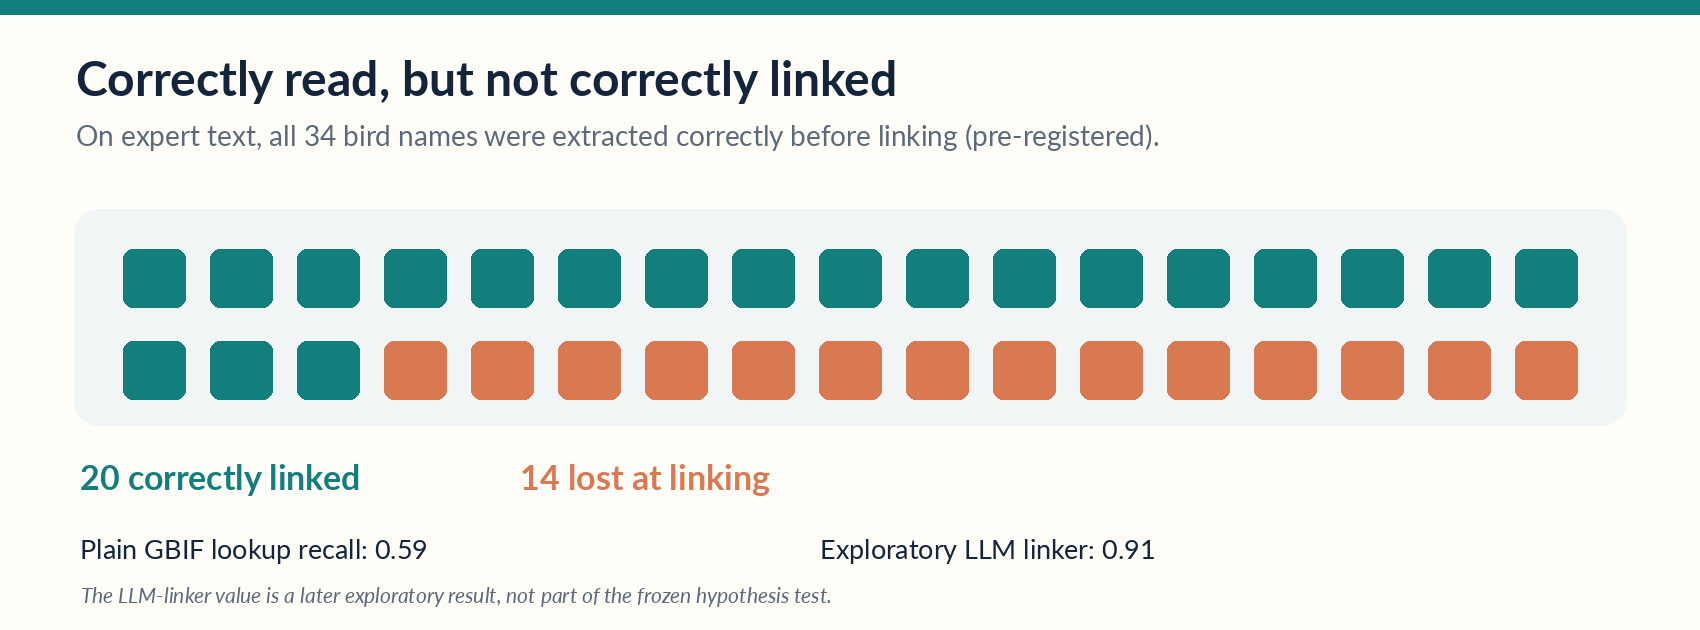 Correctly read, but not correctly linked
On expert text, all 34 bird names were extracted correctly before linking (pre-registered).
20 correctly linked
14 lost at linking
Plain GBIF lookup recall: 0.59
Exploratory LLM linker: 0.91
The LLM-linker value is a later exploratory result, not part of the frozen hypothesis test.